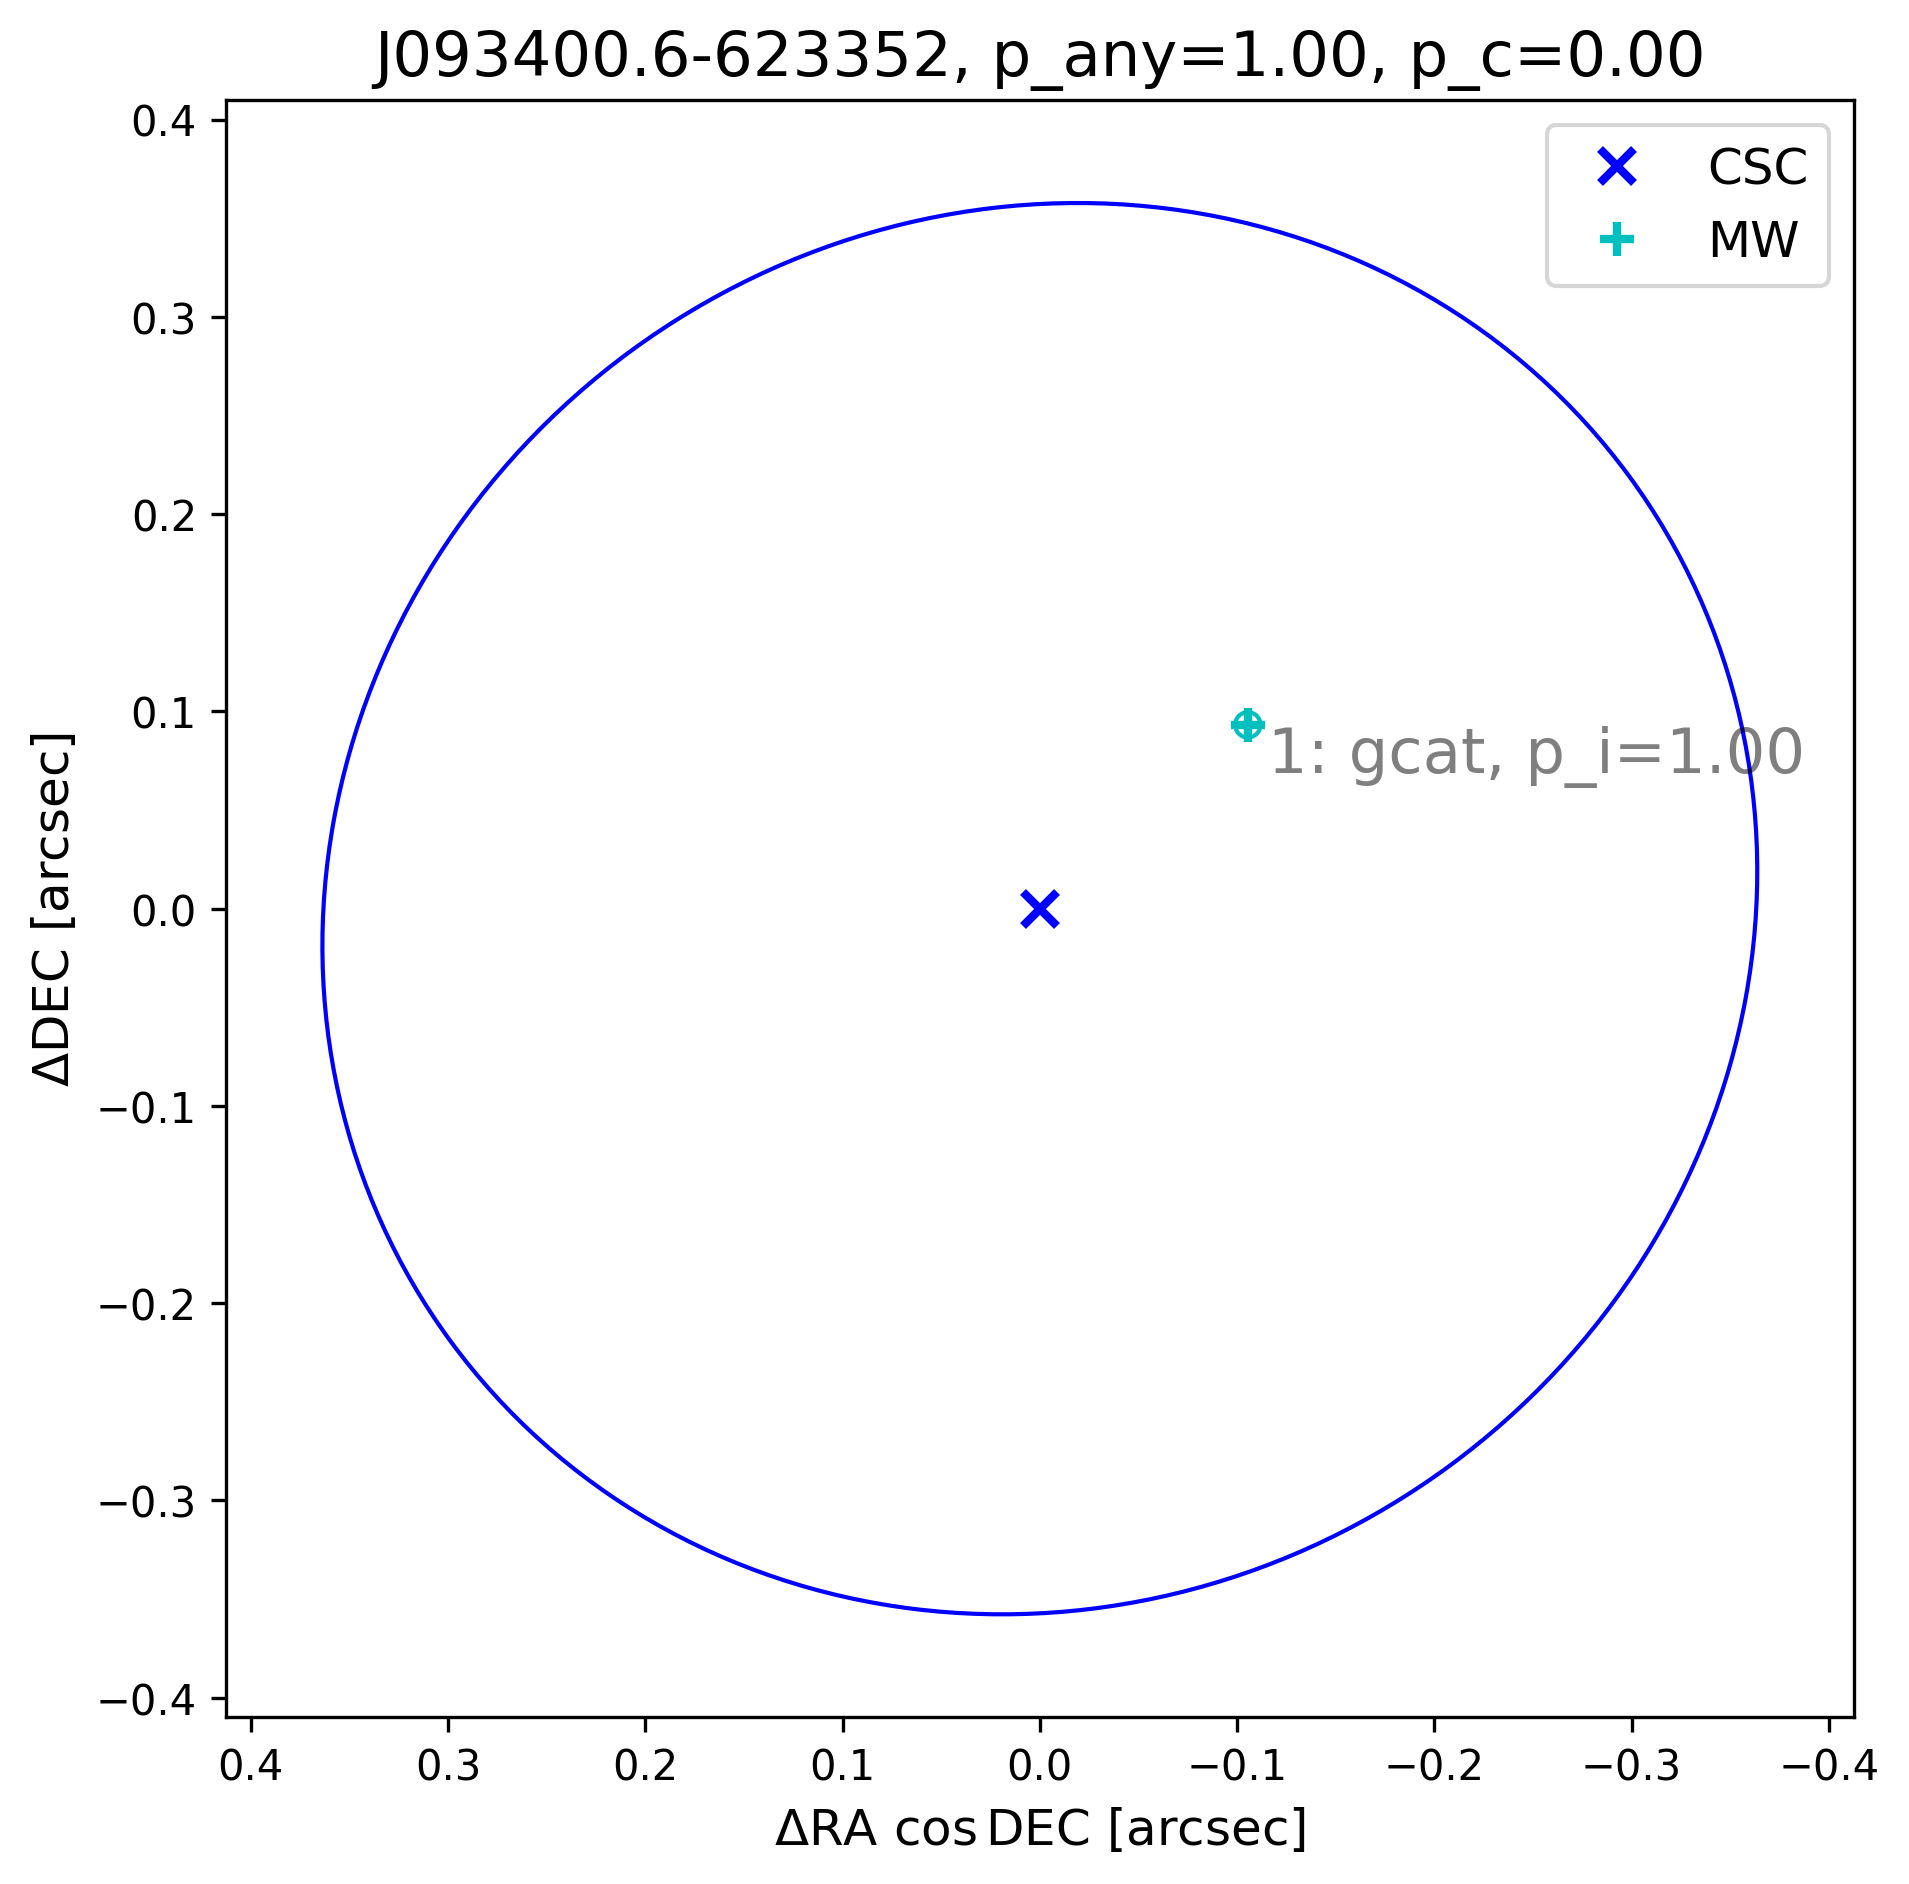 J093400.6-623352, p_any=1.00, p_c=0.00
CSC
MW
1: gcat, p_i=1.00
ΔDEC [arcsec]
0.4
0.3
0.2
0.1
0.0
−0.1
−0.2
−0.3
−0.4
0.4 0.3 0.2 0.1 0.0 −0.1 −0.2 −0.3 −0.4
ΔRA cos DEC [arcsec]